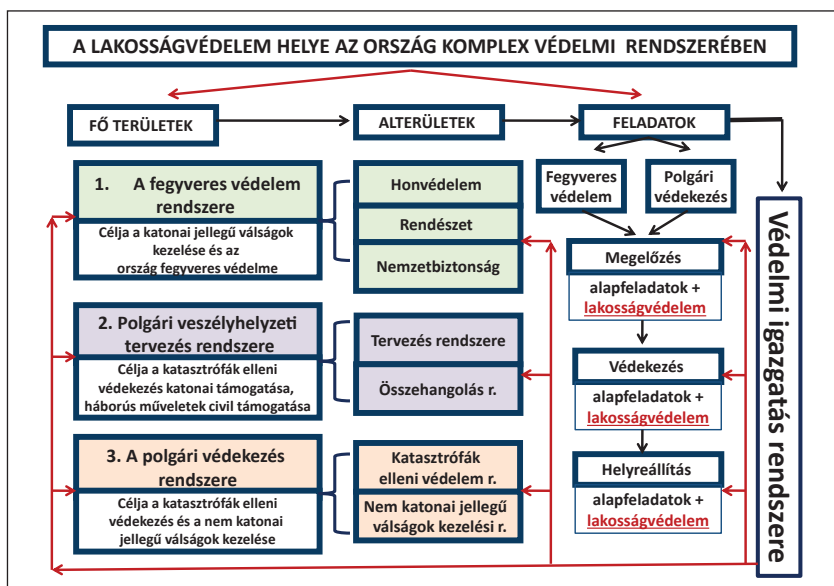 A LAKOSSÁGVÉDELEM HELYE AZ ORSZÁG KOMPLEX VÉDELMI RENDSZERÉBEN
FŐ TERÜLETEK
ALTERÜLETEK
FELADATOK
1. A fegyveres védelem
rendszere
Célja a katonai jellegű válságok
kezelése és az
ország fegyveres védelme
Honvédelem
Rendészet
Nemzetbiztonság
2. Polgári veszélyhelyzeti
tervezés rendszere
Célja a katasztrófák elleni
védekezés katonai támogatása,
háborús műveletek civil támogatása
Tervezés rendszere
Összehangolás r.
3. A polgári védekezés
rendszere
Célja a katasztrófák elleni
védekezés és a nem katonai
jellegű válságok kezelése
Katasztrófák
elleni védelem r.
Nem katonai jellegű
válságok kezelési r.
Fegyveres
védelem
Polgári
védekezés
Megelőzés
alapfeladatok +
lakosságvédelem
Védekezés
alapfeladatok +
lakosságvédelem
Helyreállítás
alapfeladatok +
lakosságvédelem
Védelmi igazgatás rendszere